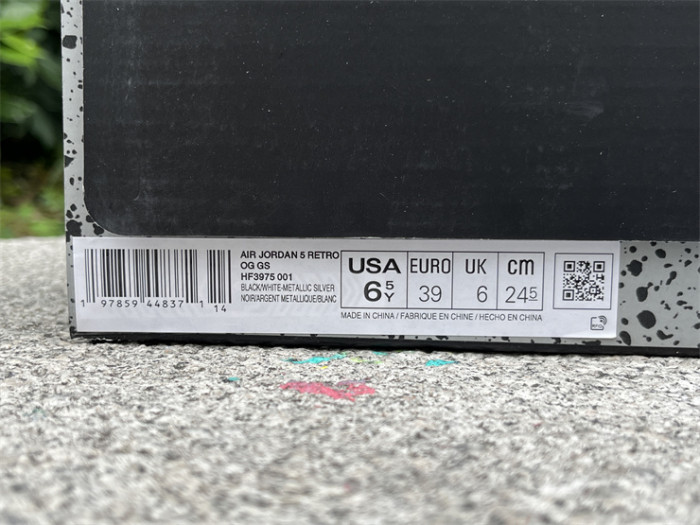 AIR JORDAN 5 RETRO
OG GS
HF3975 001
BLACK/WHITE-METALLIC SILVER
NOIR/ARGENT METALLIQUE/BLANC
1 97859 44837 1 14
USA 6 5 Y
EURO 39
UK 6
cm 24 5
MADE IN CHINA / FABRIQUE EN CHINE / HECHO EN CHINA